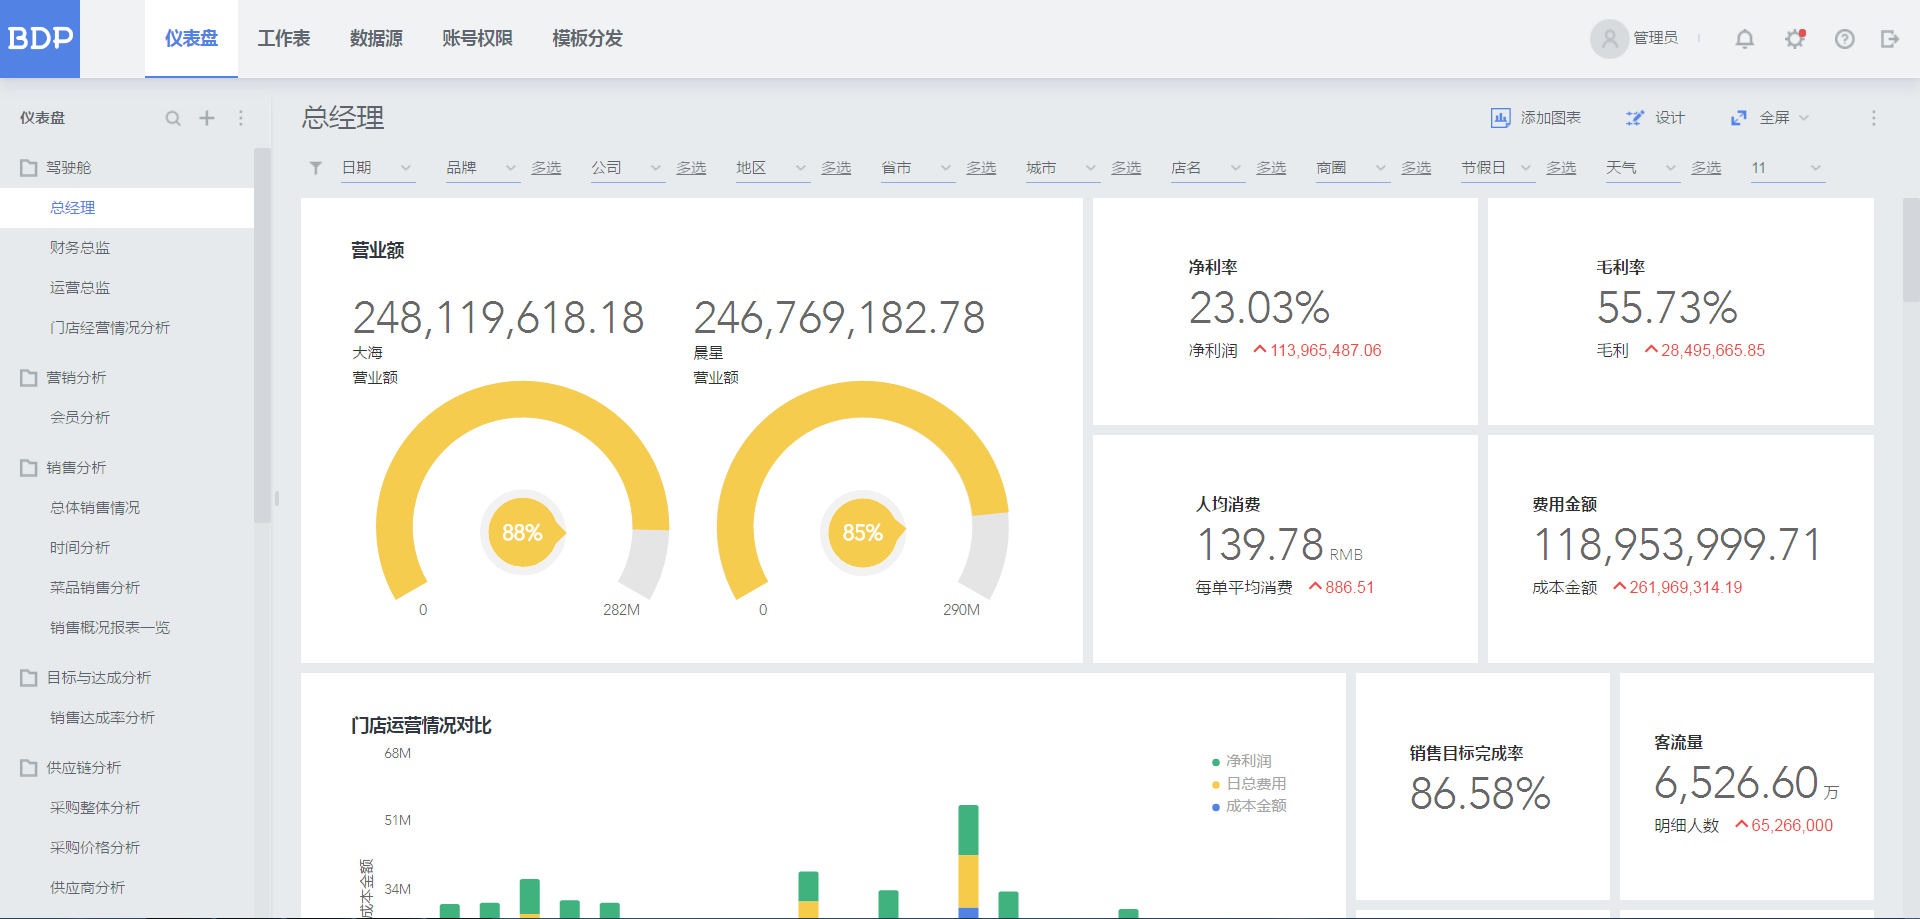 BDP
仪表盘 工作表 数据源 账号权限 模板分发
管理员
仪表盘
驾驶舱
总经理
财务总监
运营总监
门店经营情况分析
营销分析
会员分析
销售分析
总体销售情况
时间分析
菜品销售分析
销售概况报表一览
目标与达成分析
销售达成率分析
供应链分析
采购整体分析
采购价格分析
供应商分析
总经理
添加图表 设计 全屏
日期 品牌 多选 公司 多选 地区 多选 省市 多选 城市 多选 店名 多选 商圈 多选 节假日 多选 天气 多选 11
营业额
248,119,618.18
大海
营业额
88%
0 282M
246,769,182.78
晨星
营业额
85%
0 290M
净利率
23.03%
净利润 113,965,487.06
毛利率
55.73%
毛利 28,495,665.85
人均消费
139.78 RMB
每单平均消费 886.51
费用金额
118,953,999.71
成本金额 261,969,314.19
门店运营情况对比
68M
51M
34M
成本金额
净利润
日总费用
成本金额
销售目标完成率
86.58%
客流量
6,526.60 万
明细人数 65,266,000